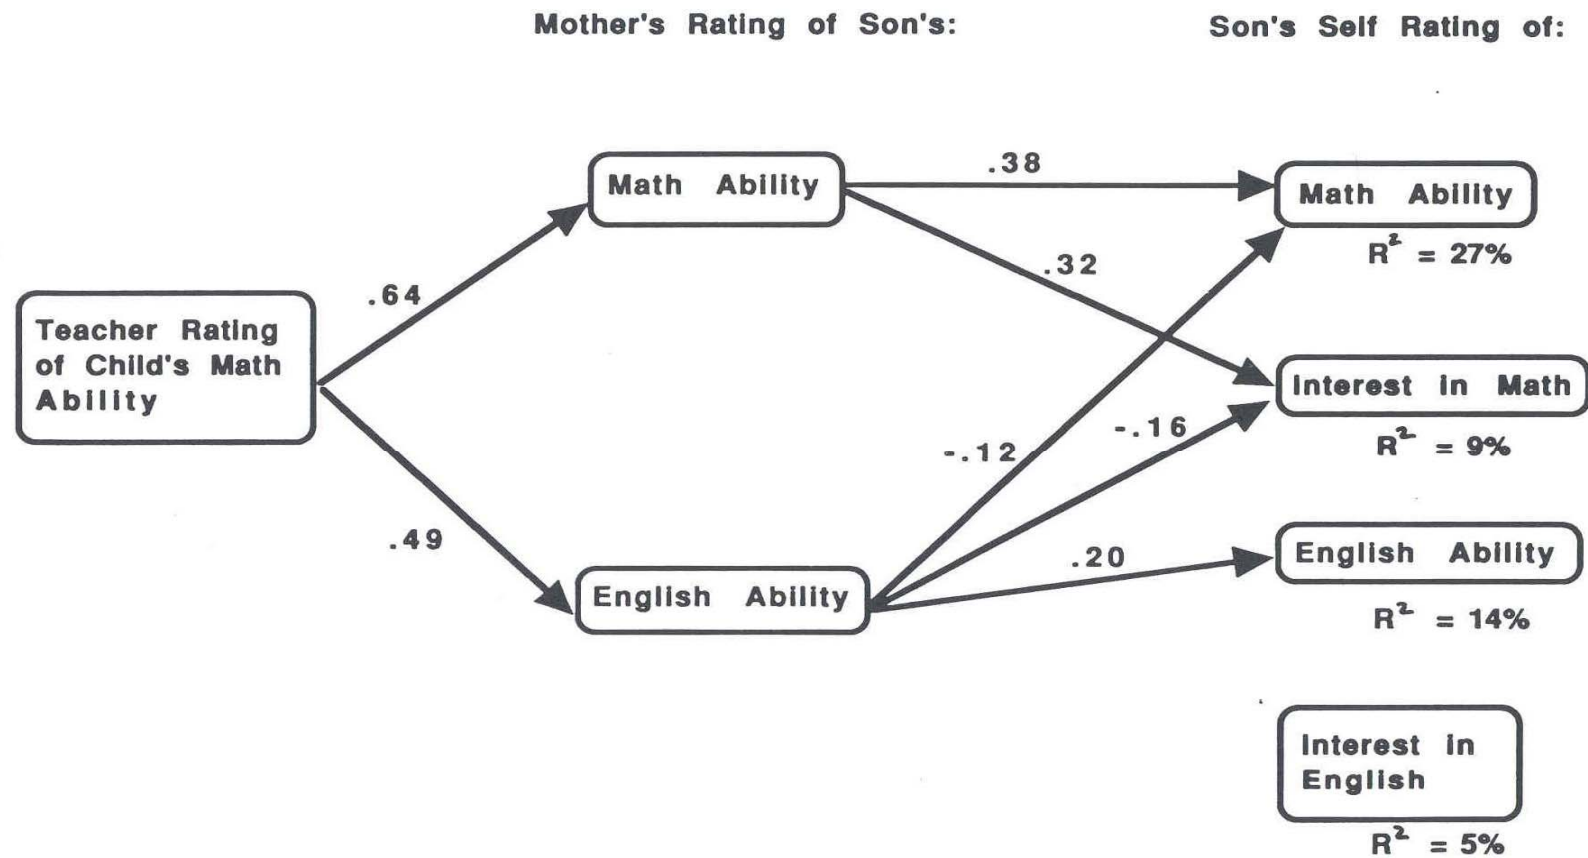 Mother's Rating of Son's:
Son's Self Rating of:
Math Ability
.38
Math Ability
R² = 27%
.32
.64
Teacher Rating
of Child's Math
Ability
Interest in Math
R² = 9%
-.16
-.12
.49
.20
English Ability
R² = 14%
English Ability
Interest in
English
R² = 5%